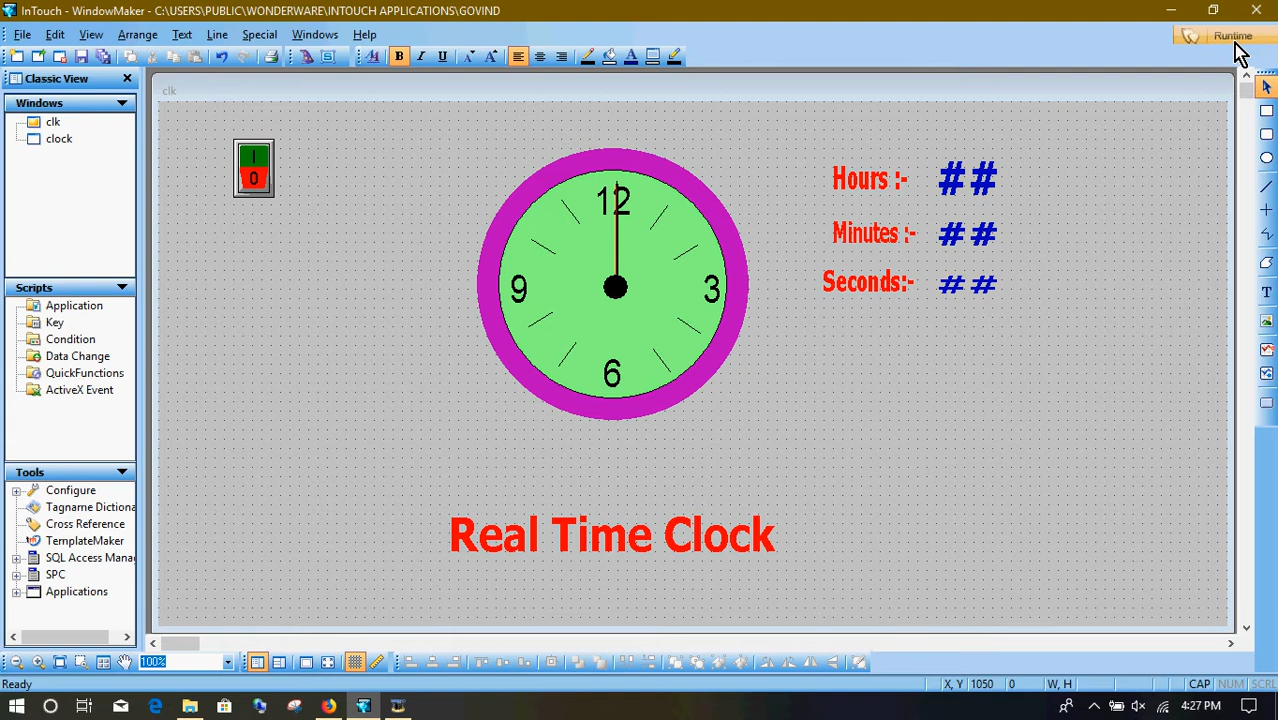 InTouch - WindowMaker - C:\USERS\PUBLIC\WONDERWARE\INTOUCH APPLICATIONS\GOVIND
File Edit View Arrange Text Line Special Windows Help
Runtime
B I U A
Classic View
clk
Windows
clk
clock
Scripts
Application
Key
Condition
Data Change
QuickFunctions
ActiveX Event
Tools
Configure
Tagname Dictiona
Cross Reference
TemplateMaker
SQL Access Mana
SPC
Applications
I
0
12
9
3
6
Hours :- ##
Minutes :- ##
Seconds:- ##
Real Time Clock
T
100%
Ready
X, Y 1050 0 W, H CAP NUM SCRL
4:27 PM